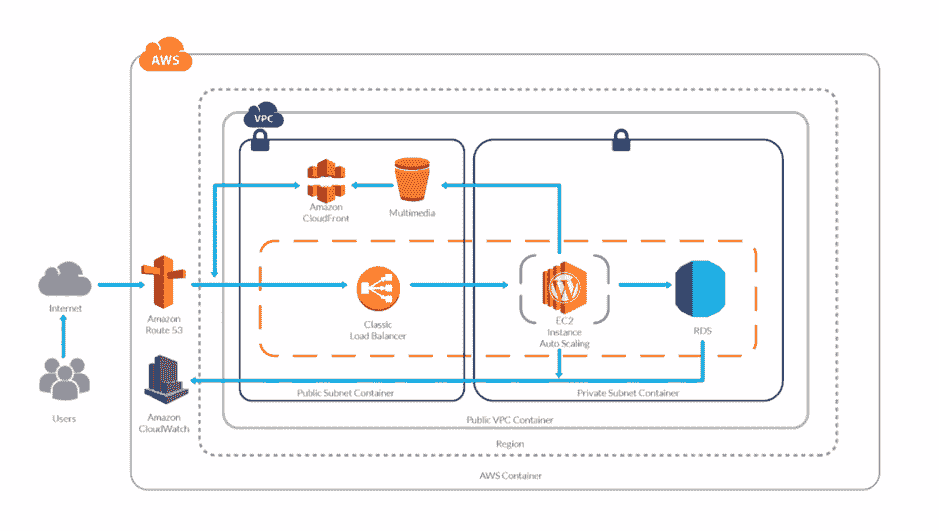 AWS
VPC
Amazon
CloudFront
Multimedia
Internet
Amazon
Route 53
Classic
Load Balancer
EC2
Instance
Auto Scaling
RDS
Users
Amazon
CloudWatch
Public Subnet Container
Private Subnet Container
Public VPC Container
Region
AWS Container